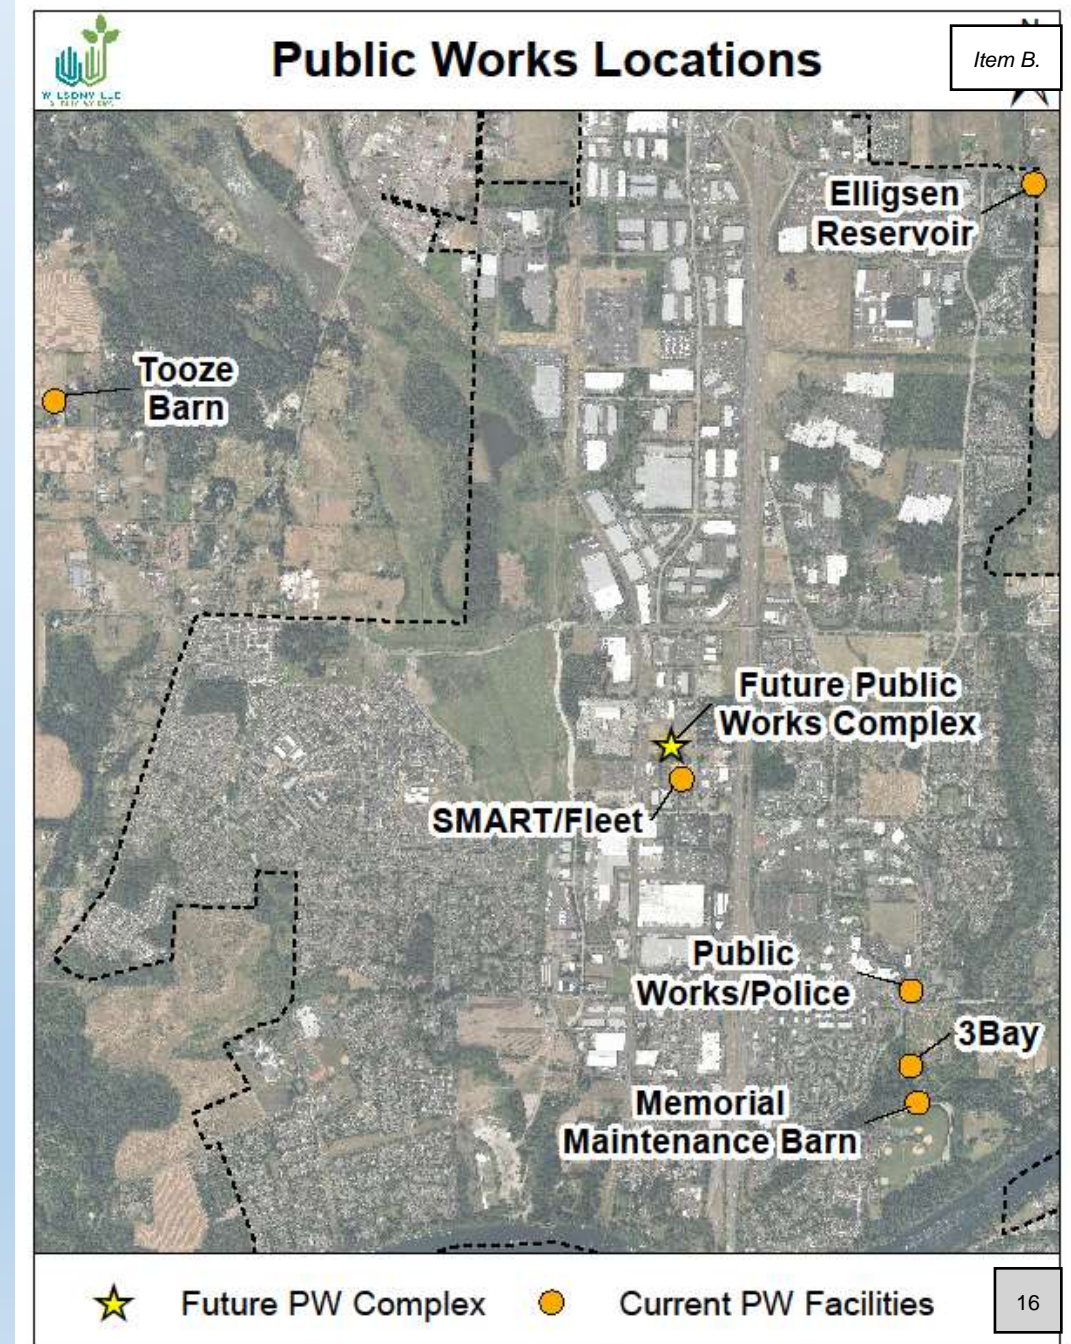 Public Works Locations
Item B.
N
WILSONVILLE
Elligsen
Reservoir
Tooze
Barn
Future Public
Works Complex
SMART/Fleet
Public
Works/Police
3Bay
Memorial
Maintenance Barn
Future PW Complex
Current PW Facilities
16